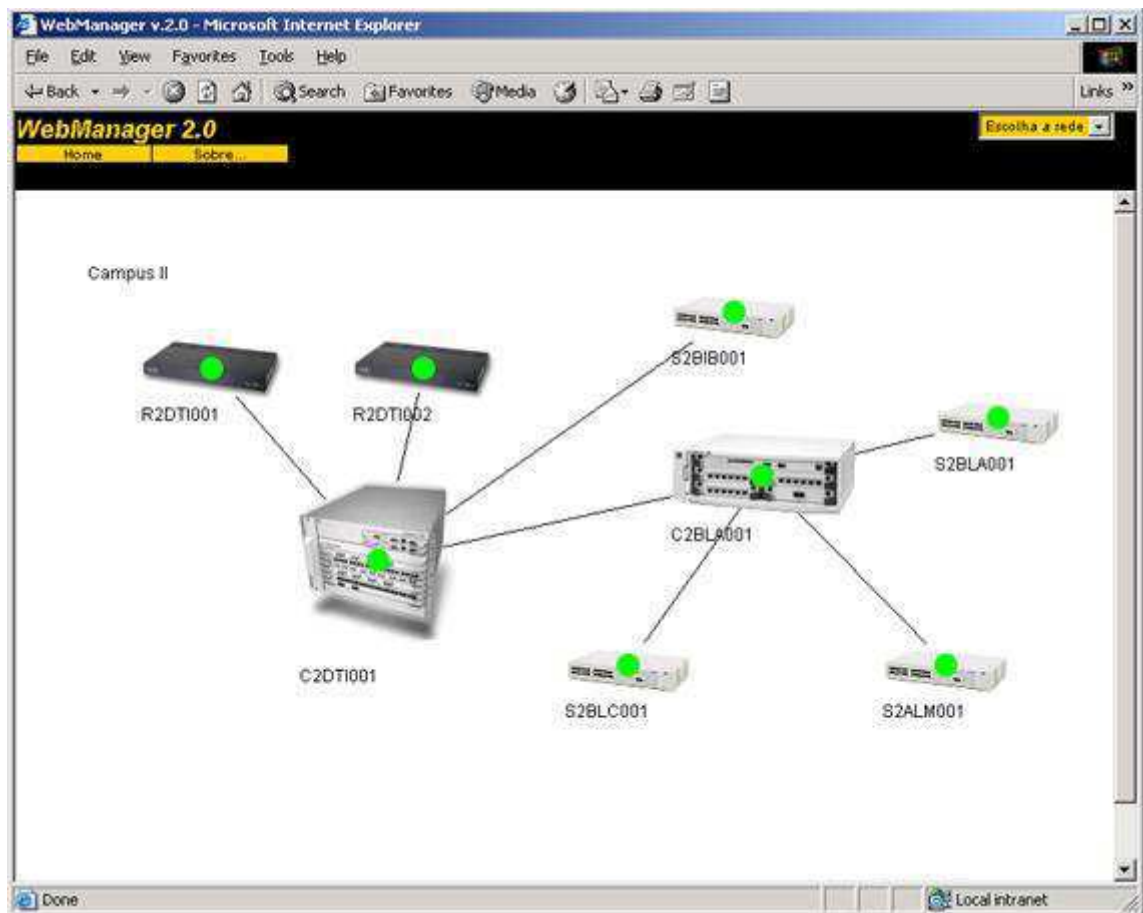 WebManager v.2.0 - Microsoft Internet Explorer
File Edit View Favorites Tools Help
Back Search Favorites Media Links »
WebManager 2.0
Escolha a rede
Home Sobre...
Campus II
S2BIB001
R2DTI001 R2DTI002
S2BLA001
C2BLA001
C2DTI001
S2BLC001 S2ALM001
Done Local intranet